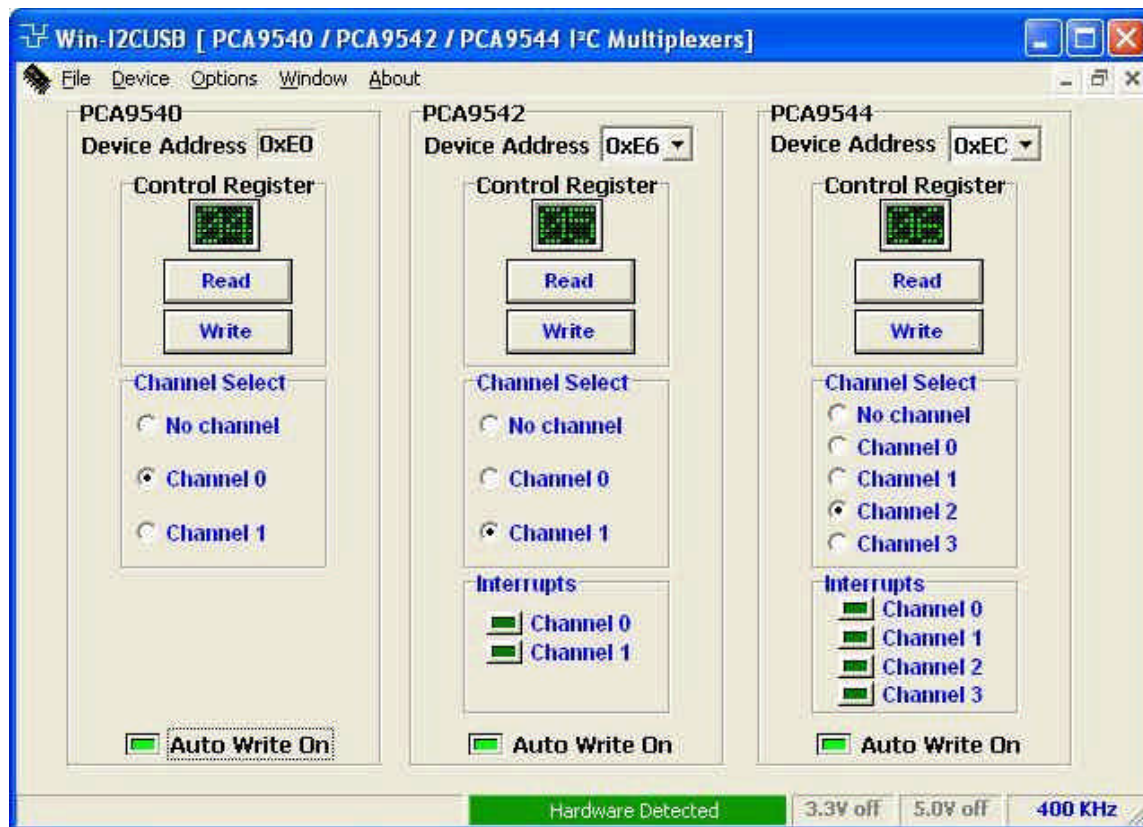 Win-I2CUSB [ PCA9540 / PCA9542 / PCA9544 I²C Multiplexers]
File Device Options Window About
PCA9540
Device Address 0xE0
Control Register
Read
Write
Channel Select
No channel
Channel 0
Channel 1
Auto Write On
PCA9542
Device Address 0xE6
Control Register
Read
Write
Channel Select
No channel
Channel 0
Channel 1
Interrupts
Channel 0
Channel 1
Auto Write On
PCA9544
Device Address 0xEC
Control Register
Read
Write
Channel Select
No channel
Channel 0
Channel 1
Channel 2
Channel 3
Interrupts
Channel 0
Channel 1
Channel 2
Channel 3
Auto Write On
Hardware Detected 3.3V off 5.0V off 400 KHz